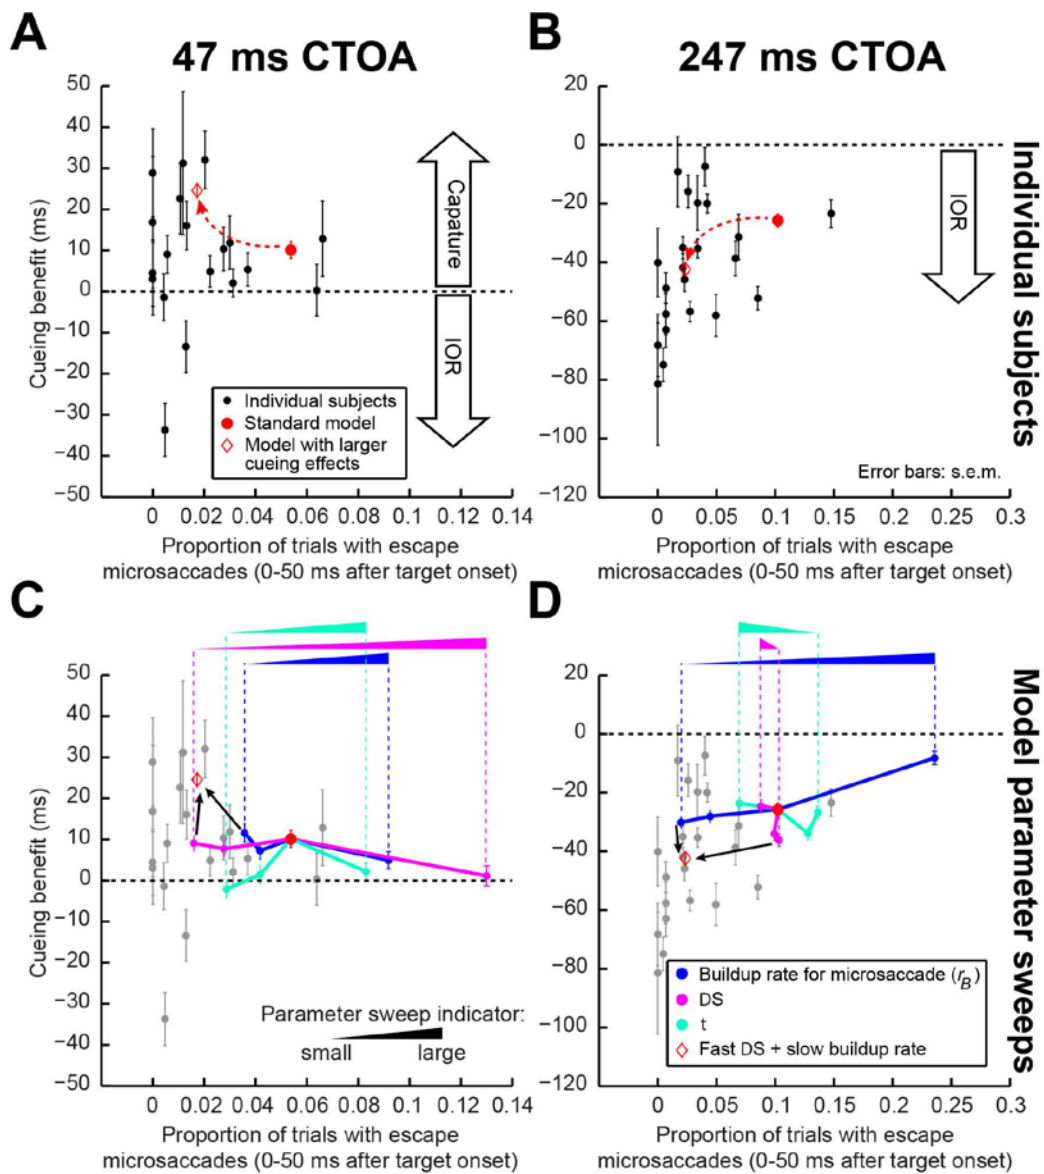 A
47 ms CTOA
B
247 ms CTOA
50
40
30
20
10
0
−10
−20
−30
−40
−50
Cueing benefit (ms)
Capature
IOR
Individual subjects
Standard model
Model with larger
cueing effects
0
0.02
0.04
0.06
0.08
0.1
0.12
0.14
Proportion of trials with escape
microsaccades (0-50 ms after target onset)
20
0
−20
−40
−60
−80
−100
−120
IOR
Error bars: s.e.m.
0
0.05
0.1
0.15
0.2
0.25
0.3
Proportion of trials with escape
microsaccades (0-50 ms after target onset)
Individual subjects
C
50
40
30
20
10
0
−10
−20
−30
−40
−50
Cueing benefit (ms)
Parameter sweep indicator:
small large
0
0.02
0.04
0.06
0.08
0.1
0.12
0.14
Proportion of trials with escape
microsaccades (0-50 ms after target onset)
D
20
0
−20
−40
−60
−80
−100
−120
Buildup rate for microsaccade (rB)
DS
t
Fast DS + slow buildup rate
0
0.05
0.1
0.15
0.2
0.25
0.3
Proportion of trials with escape
microsaccades (0-50 ms after target onset)
Model parameter sweeps